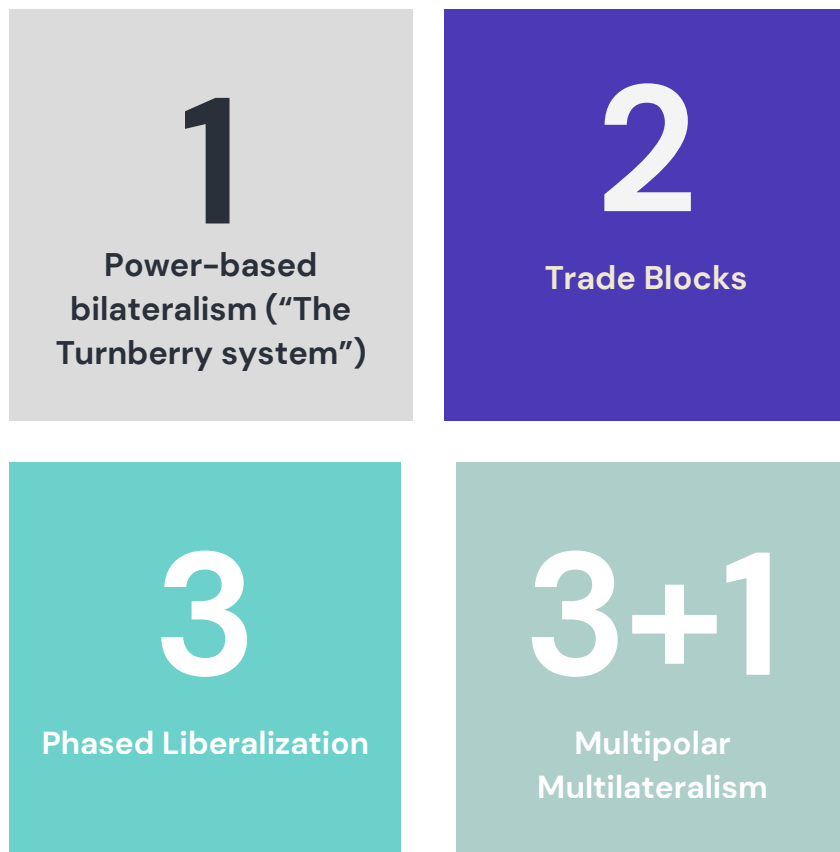 1
Power-based
bilateralism (“The
Turnberry system”)
2
Trade Blocks
3
Phased Liberalization
3+1
Multipolar
Multilateralism